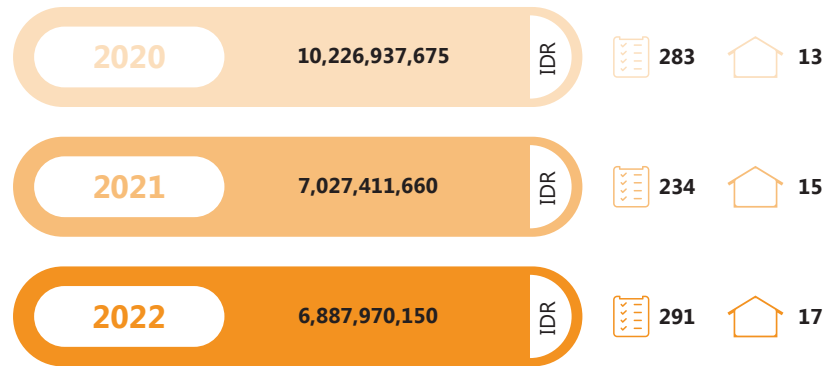 2020 10,226,937,675 IDR 283 13
2021 7,027,411,660 IDR 234 15
2022 6,887,970,150 IDR 291 17